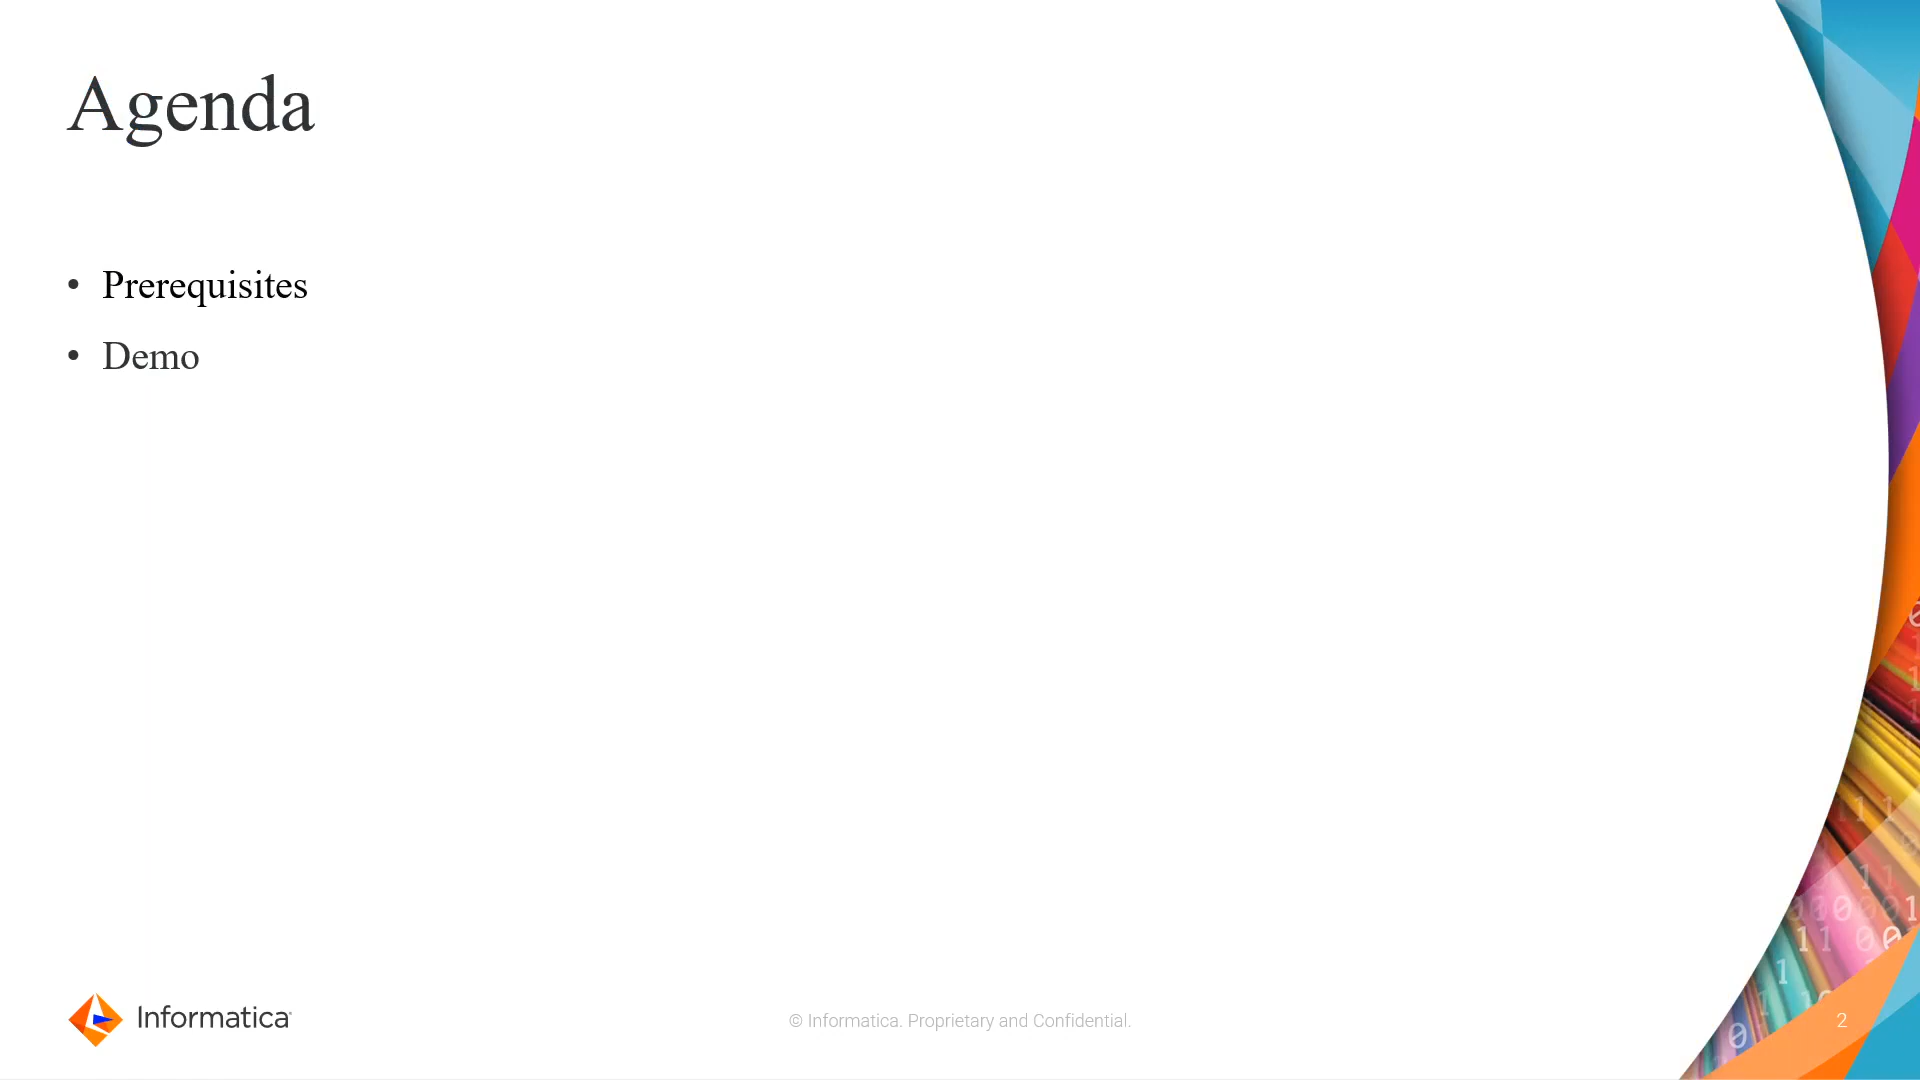 Agenda
• Prerequisites
• Demo
Informatica
© Informatica. Proprietary and Confidential.
2